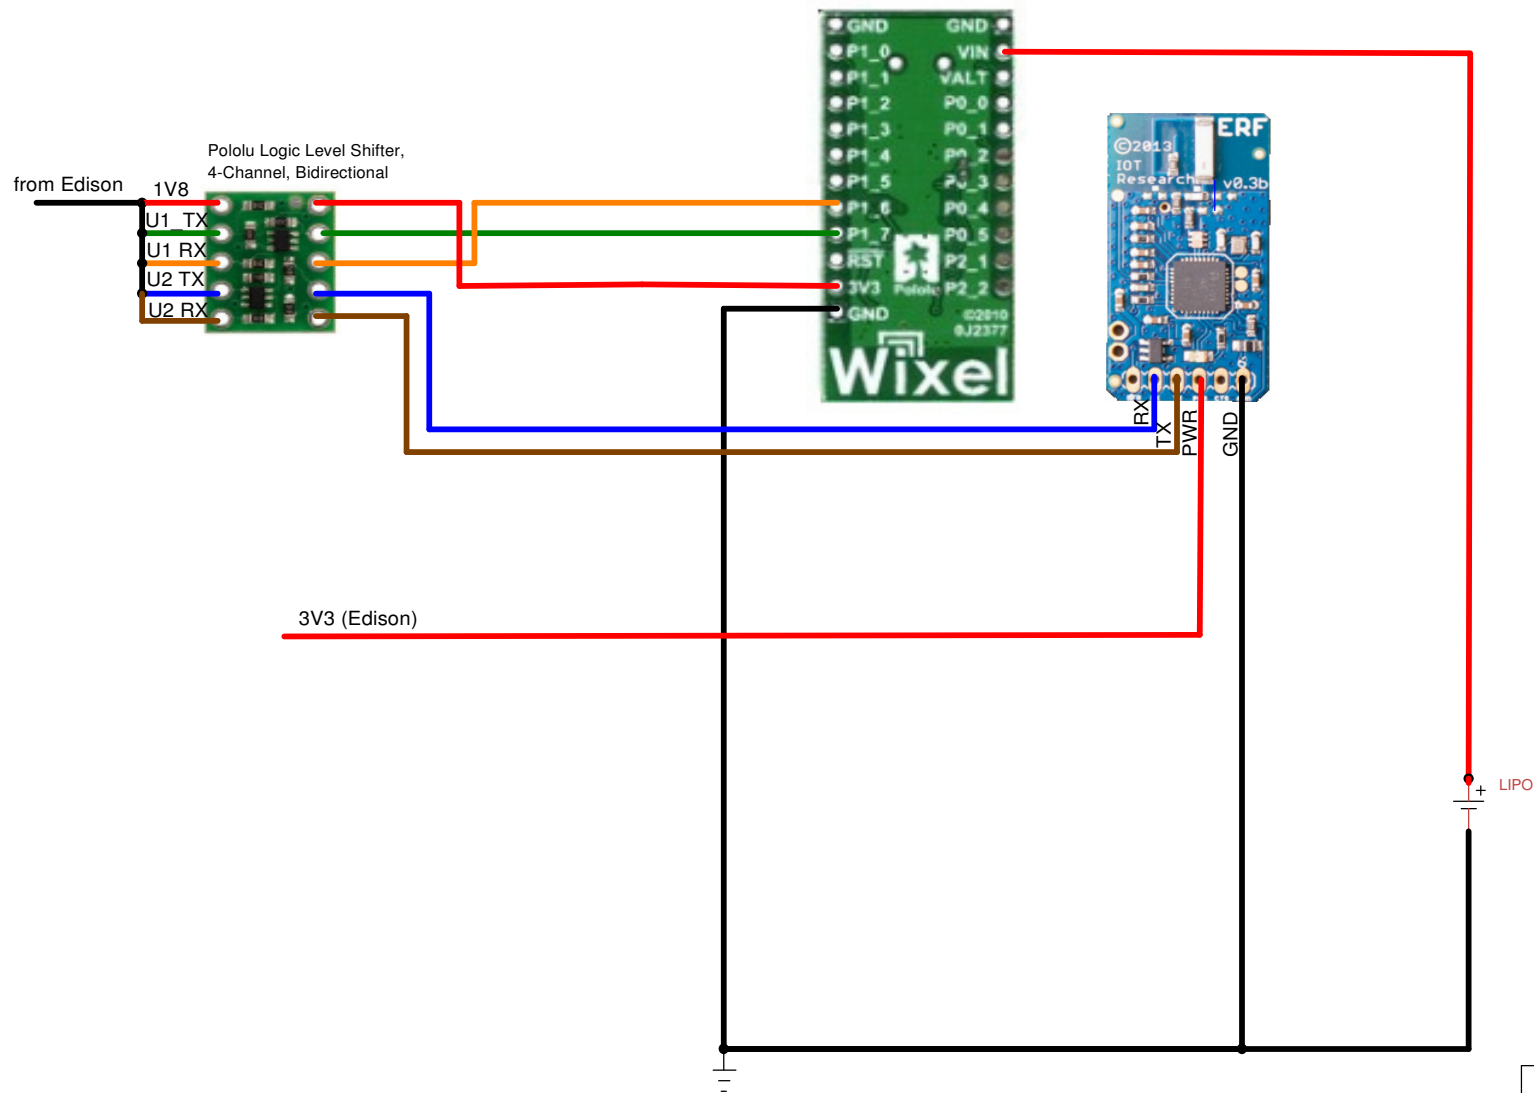 Pololu Logic Level Shifter,
4-Channel, Bidirectional
from Edison
1V8
U1_TX
U1 RX
U2 TX
U2 RX
GND
P1_0
P1_1
P1_2
P1_3
P1_4
P1_5
P1_6
P1_7
RST
3V3
GND
GND
VIN
VALT
P0_0
P0_1
P0_2
P0_3
P0_4
P0_5
P2_1
P2_2
Pololu
©2010
0J2377
Wixel
ERF
©2013
IOT
Research
v0.3b
RX
TX
PWR
GND
3V3 (Edison)
+
LIPO